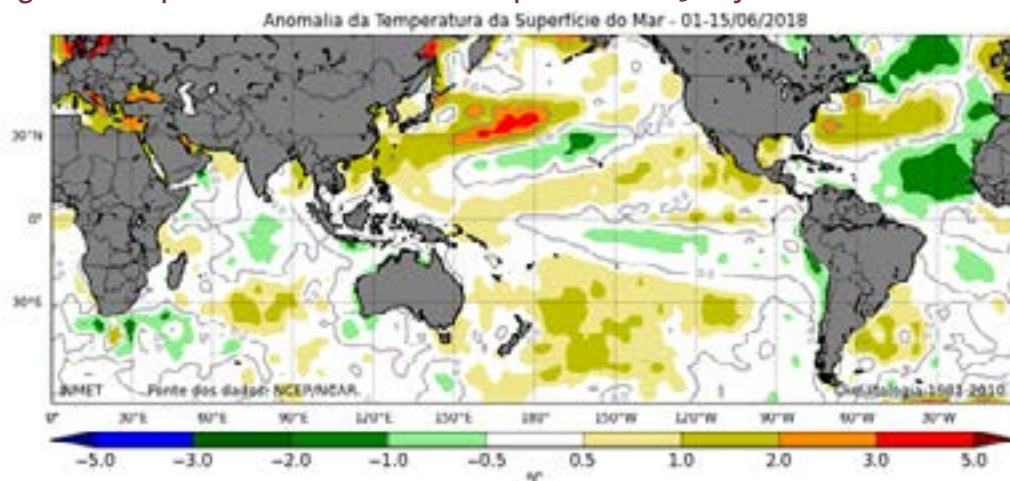 Anomalia da Temperatura da Superfície do Mar - 01-15/06/2018
30°N
0°
30°S
INMET Fonte dos dados: NCEP/NCAR. Climatologia 1981-2010
0° 30°E 60°E 90°E 120°E 150°E 180° 150°W 120°W 90°W 60°W 30°W
−5.0 −3.0 −2.0 −1.0 −0.5 0.5 1.0 2.0 3.0 5.0
°C